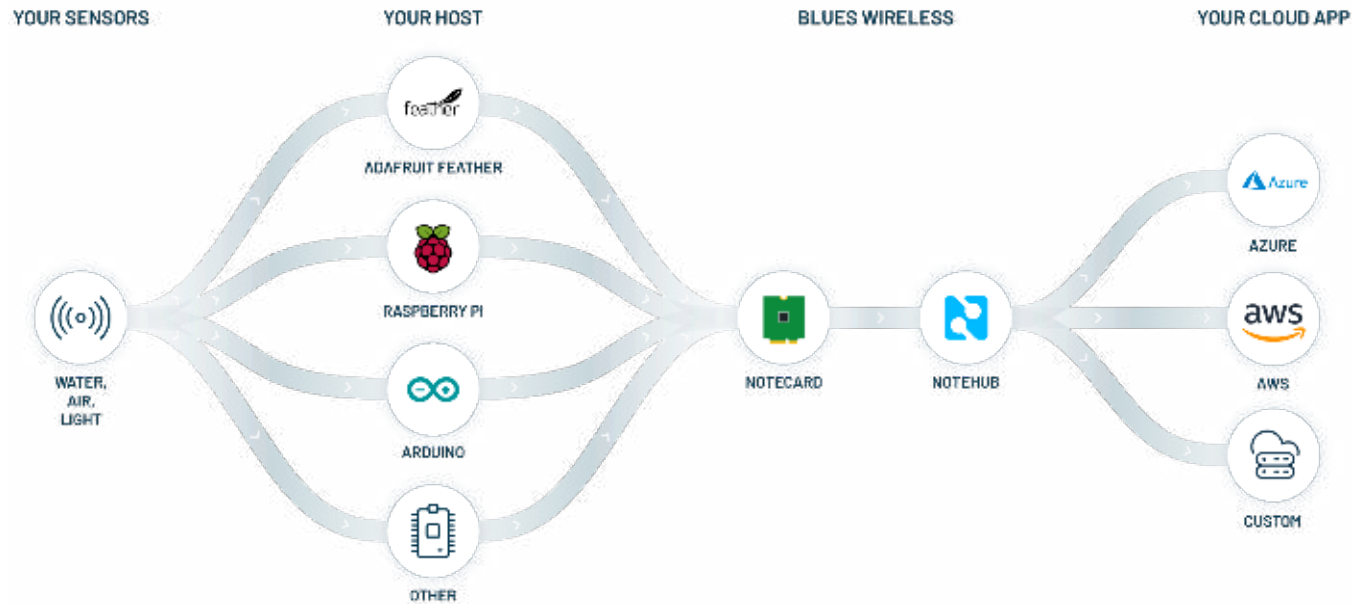 YOUR SENSORS
YOUR HOST
BLUES WIRELESS
YOUR CLOUD APP
feather
ADAFRUIT FEATHER
RASPBERRY PI
WATER,
AIR,
LIGHT
ARDUINO
OTHER
NOTECARD
NOTEHUB
Azure
AZURE
aws
AWS
CUSTOM